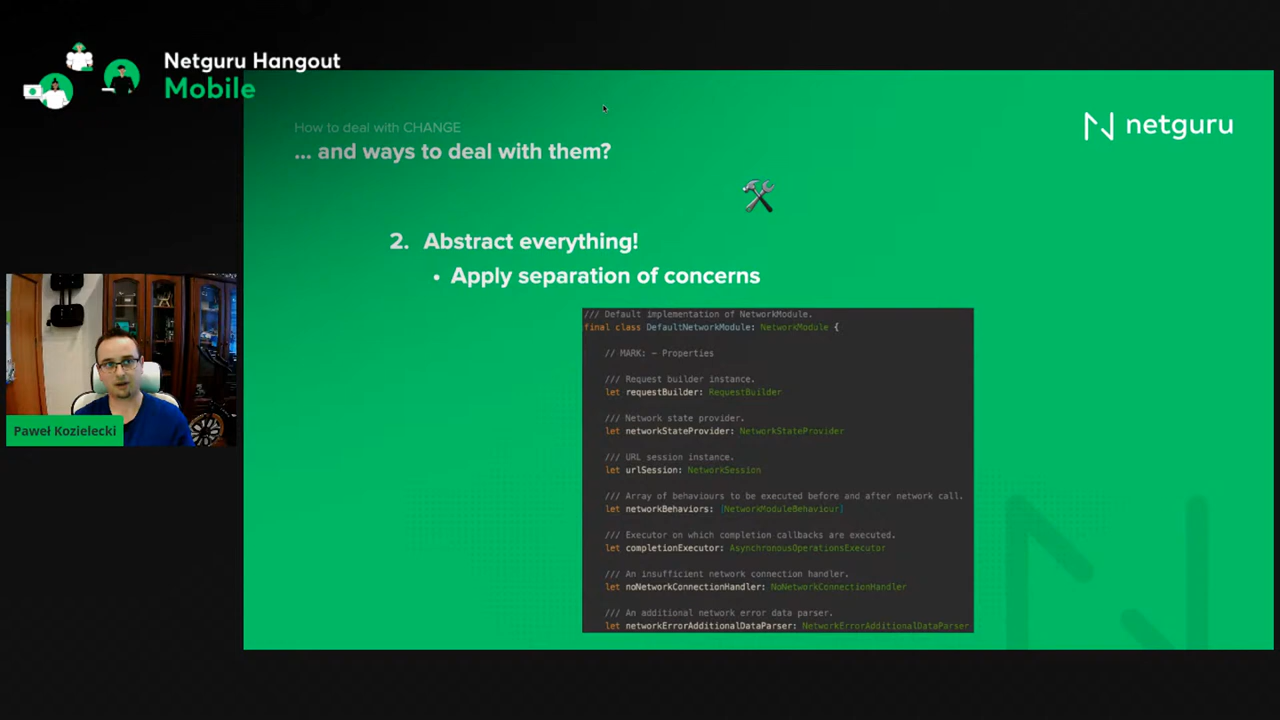 Netguru Hangout
Mobile
How to deal with CHANGE
... and ways to deal with them?
netguru
2. Abstract everything!
• Apply separation of concerns
/// Default implementation of NetworkModule.
final class DefaultNetworkModule: NetworkModule {
// MARK: - Properties
/// Request builder instance.
let requestBuilder: RequestBuilder
/// Network state provider.
let networkStateProvider: NetworkStateProvider
/// URL session instance.
let urlSession: NetworkSession
/// Array of behaviours to be executed before and after network call.
let networkBehaviors: [NetworkModuleBehaviour]
/// Executor on which completion callbacks are executed.
let completionExecutor: AsynchronousOperationsExecutor
/// An insufficient network connection handler.
let noNetworkConnectionHandler: NoNetworkConnectionHandler
/// An additional network error data parser.
let networkErrorAdditionalDataParser: NetworkErrorAdditionalDataParser
Paweł Kozielecki